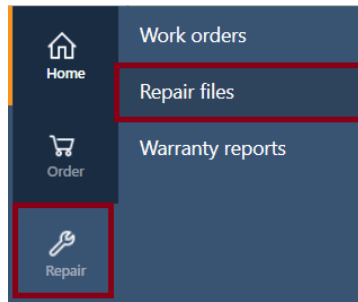 Home
Order
Repair
Work orders
Repair files
Warranty reports